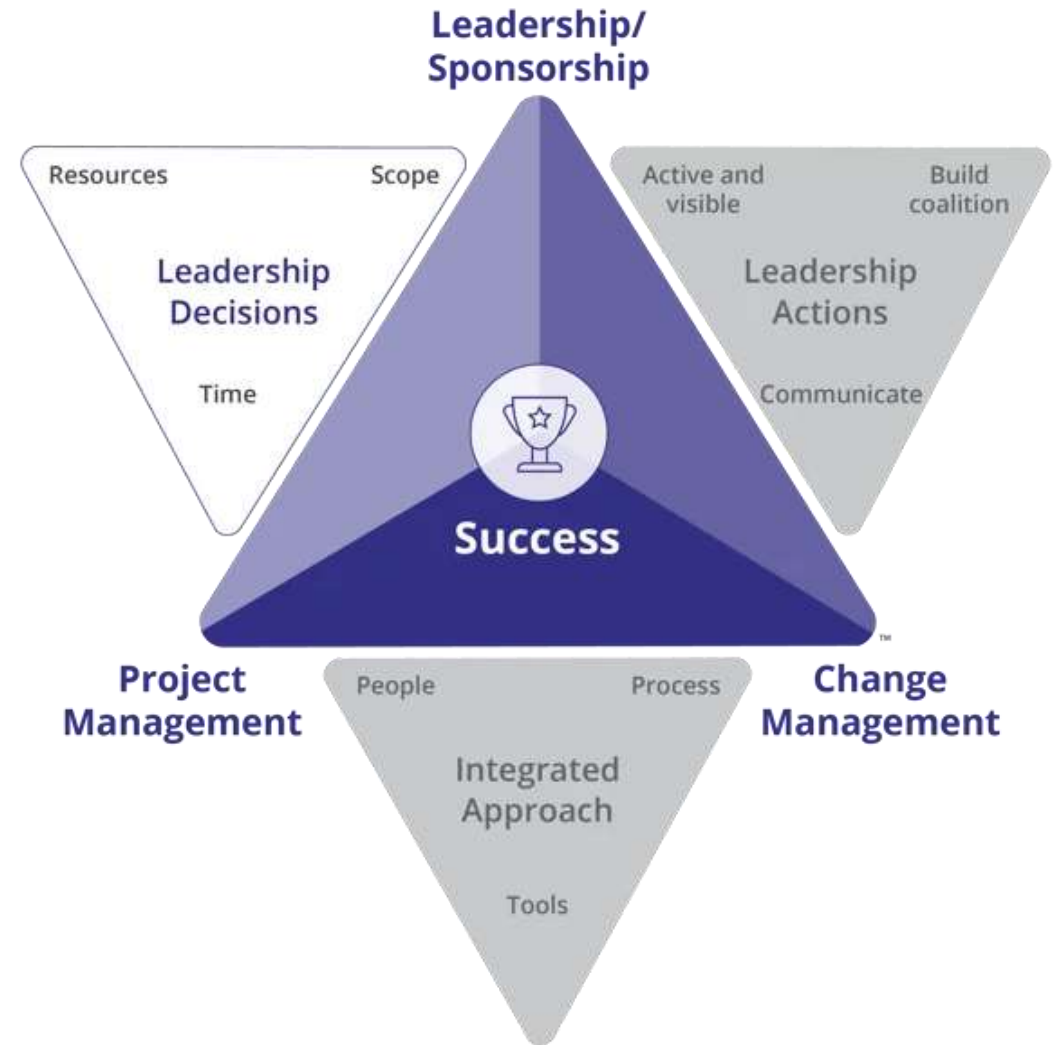 Leadership/
Sponsorship
Resources
Scope
Leadership
Decisions
Time
Active and
visible
Build
coalition
Leadership
Actions
Communicate
Success
TM
Project
Management
Change
Management
People
Process
Integrated
Approach
Tools